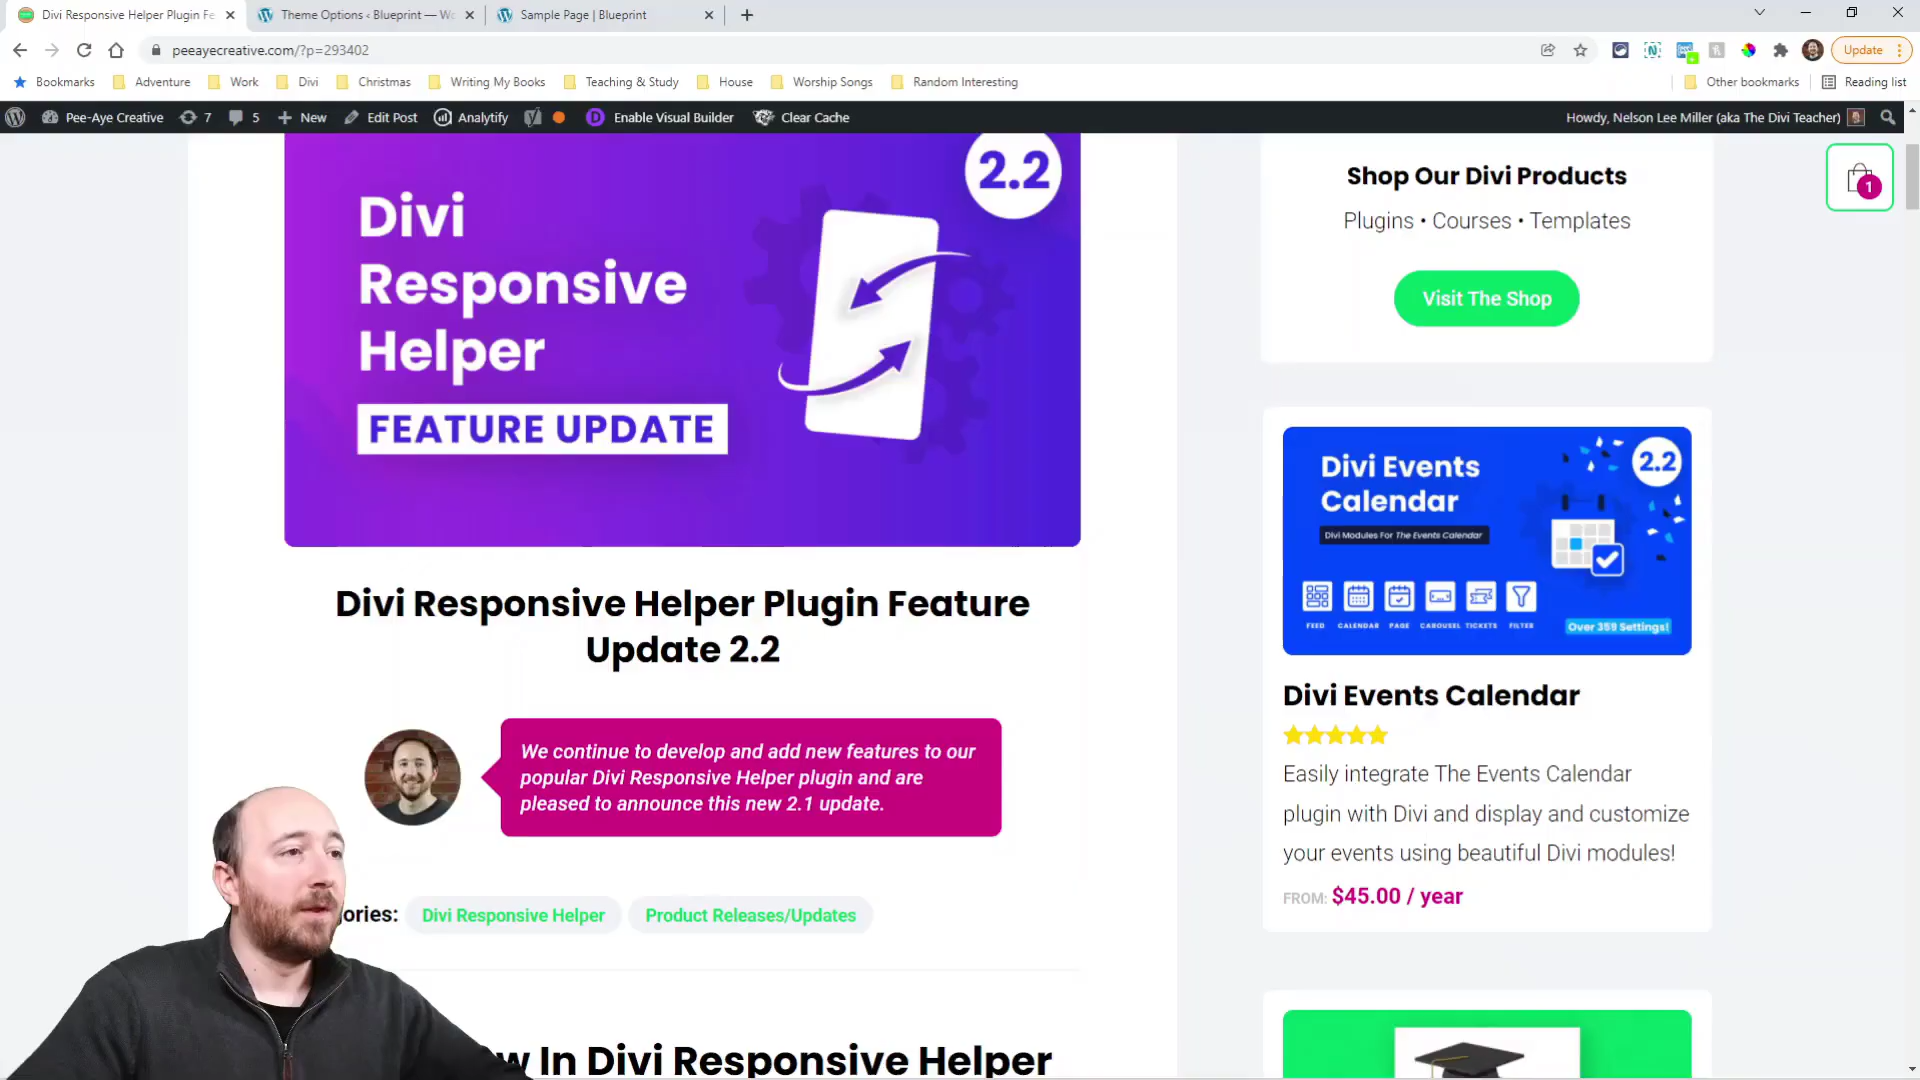 Divi Responsive Helper Plugin Fe
Theme Options ‹ Blueprint — Wo
Sample Page | Blueprint
peeayecreative.com/?p=293402
Update
Bookmarks
Adventure
Work
Divi
Christmas
Writing My Books
Teaching & Study
House
Worship Songs
Random Interesting
Other bookmarks
Reading list
Pee-Aye Creative
7
5
New
Edit Post
Analytify
Enable Visual Builder
Clear Cache
Howdy, Nelson Lee Miller (aka The Divi Teacher)
2.2
Divi
Responsive
Helper
FEATURE UPDATE
Divi Responsive Helper Plugin Feature
Update 2.2
We continue to develop and add new features to our
popular Divi Responsive Helper plugin and are
pleased to announce this new 2.1 update.
ories:
Divi Responsive Helper
Product Releases/Updates
w In Divi Responsive Helper
Shop Our Divi Products
Plugins • Courses • Templates
Visit The Shop
1
Divi Events
Calendar
2.2
Divi Modules For The Events Calendar
FEED
CALENDAR
PAGE
CAROUSEL
TICKETS
FILTER
Over 359 Settings!
Divi Events Calendar
Easily integrate The Events Calendar
plugin with Divi and display and customize
your events using beautiful Divi modules!
FROM: $45.00 / year